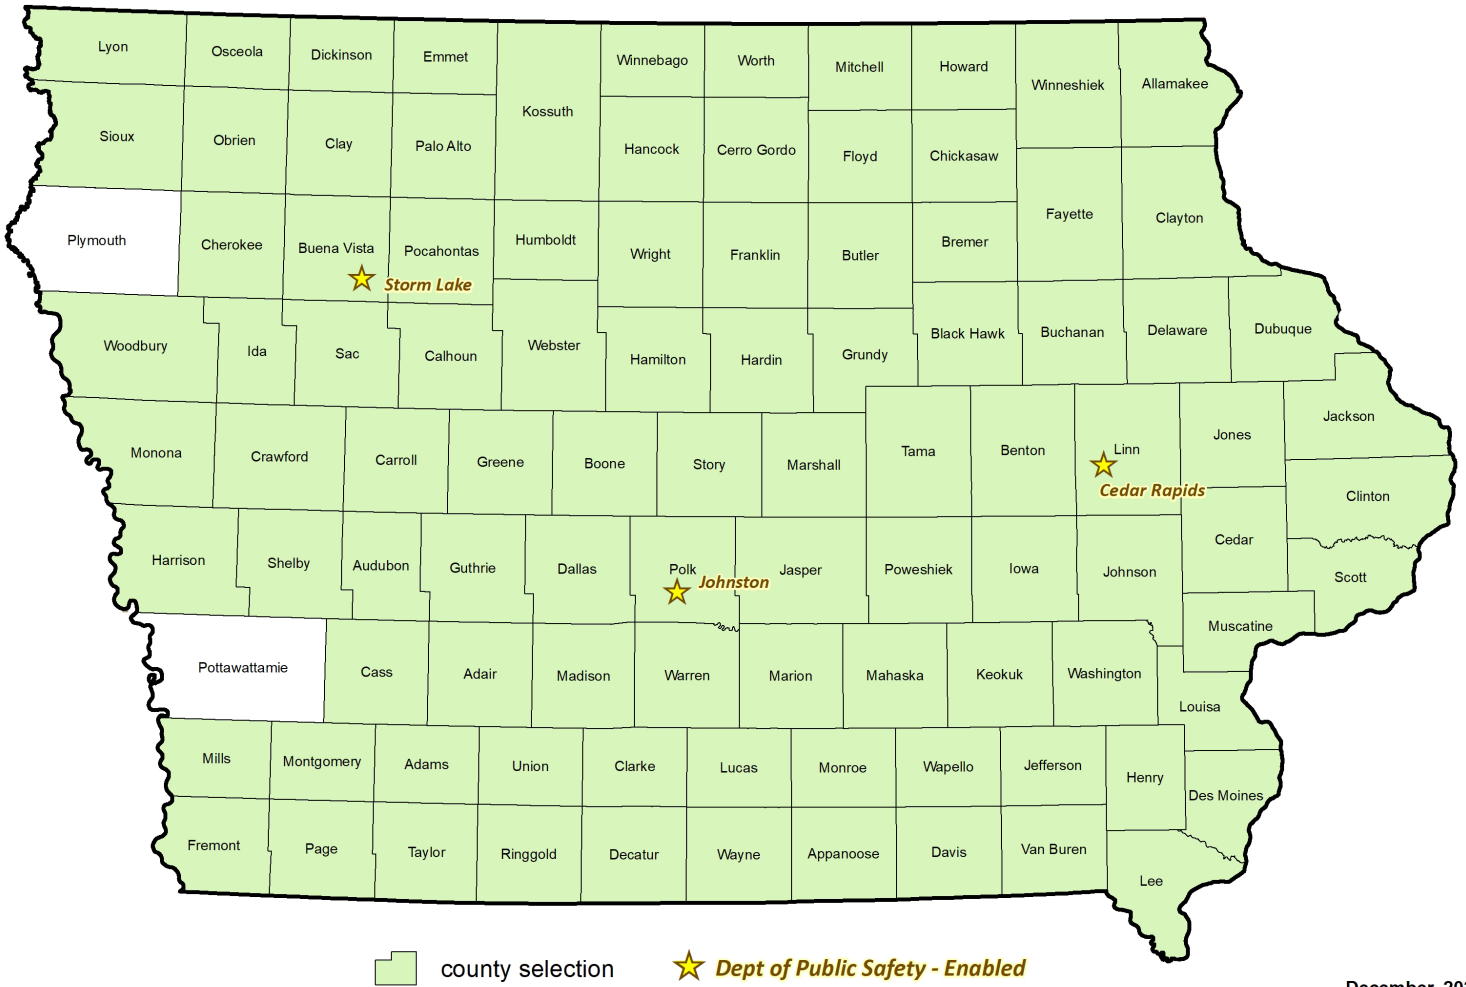 Lyon
Osceola
Dickinson
Emmet
Kossuth
Winnebago
Worth
Mitchell
Howard
Winneshiek
Allamakee
Sioux
Obrien
Clay
Palo Alto
Hancock
Cerro Gordo
Floyd
Chickasaw
Fayette
Clayton
Plymouth
Cherokee
Buena Vista
Pocahontas
Humboldt
Wright
Franklin
Butler
Bremer
Storm Lake
Woodbury
Ida
Sac
Calhoun
Webster
Hamilton
Hardin
Grundy
Black Hawk
Buchanan
Delaware
Dubuque
Monona
Crawford
Carroll
Greene
Boone
Story
Marshall
Tama
Benton
Linn
Jones
Jackson
Cedar Rapids
Clinton
Harrison
Shelby
Audubon
Guthrie
Dallas
Polk
Johnston
Jasper
Poweshiek
Iowa
Johnson
Cedar
Scott
Muscatine
Pottawattamie
Cass
Adair
Madison
Warren
Marion
Mahaska
Keokuk
Washington
Louisa
Mills
Montgomery
Adams
Union
Clarke
Lucas
Monroe
Wapello
Jefferson
Henry
Des Moines
Fremont
Page
Taylor
Ringgold
Decatur
Wayne
Appanoose
Davis
Van Buren
Lee
county selection
Dept of Public Safety - Enabled